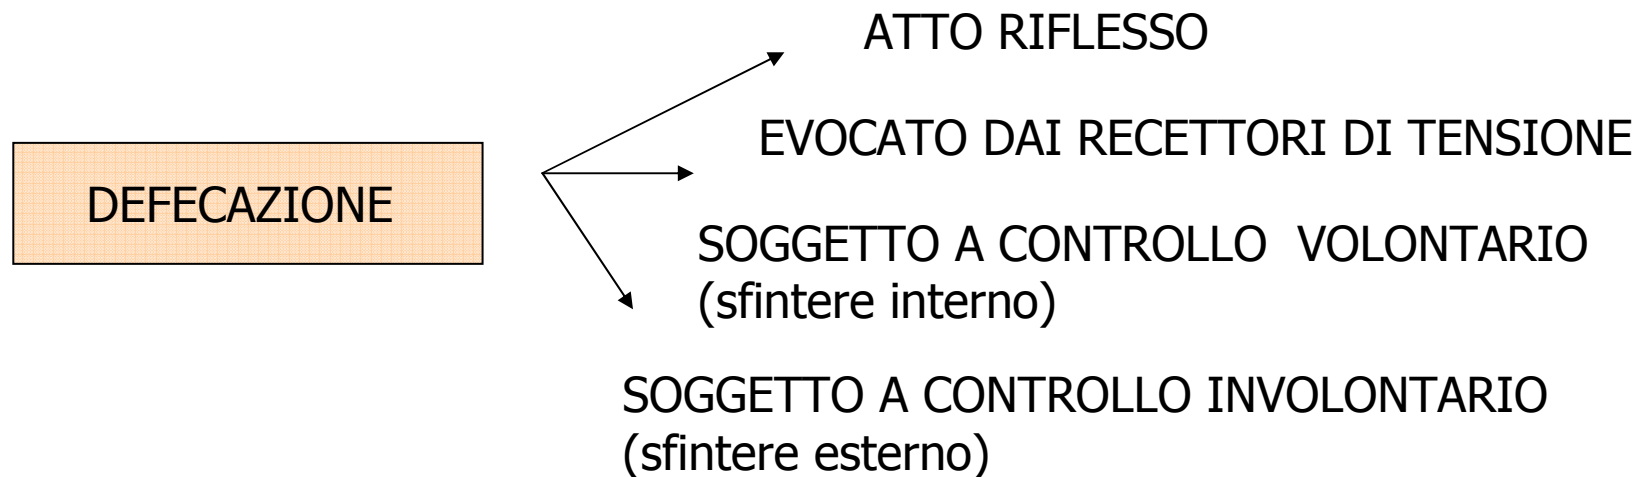 ATTO RIFLESSO
EVOCATO DAI RECETTORI DI TENSIONE
DEFECAZIONE
SOGGETTO A CONTROLLO VOLONTARIO
(sfintere interno)
SOGGETTO A CONTROLLO INVOLONTARIO
(sfintere esterno)